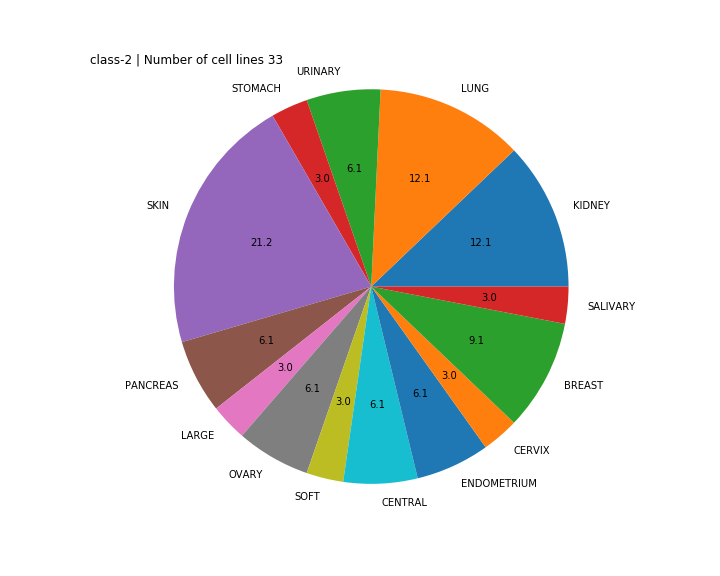 class-2 | Number of cell lines 33
URINARY
STOMACH
LUNG
SKIN
KIDNEY
6.1
3.0
12.1
21.2
12.1
SALIVARY
3.0
6.1
9.1
3.0
3.0
6.1
6.1
3.0
6.1
PANCREAS
BREAST
LARGE
CERVIX
OVARY
ENDOMETRIUM
SOFT
CENTRAL